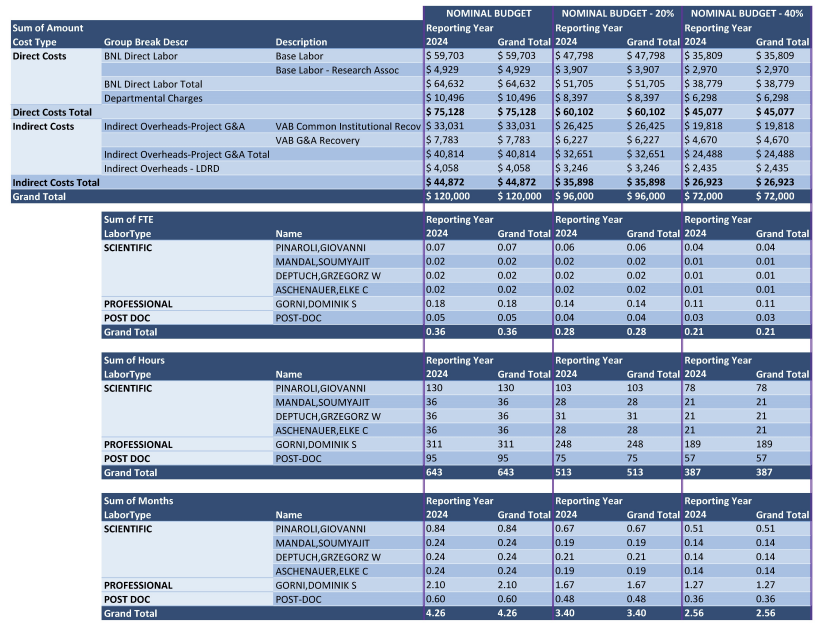 NOMINAL BUDGET NOMINAL BUDGET - 20% NOMINAL BUDGET - 40%
Sum of Amount Reporting Year Reporting Year Reporting Year
Cost Type Group Break Descr Description 2024 Grand Total 2024 Grand Total 2024 Grand Total
Direct Costs BNL Direct Labor Base Labor $ 59,703 $ 59,703 $ 47,798 $ 47,798 $ 35,809 $ 35,809
Base Labor - Research Assoc $ 4,929 $ 4,929 $ 3,907 $ 3,907 $ 2,970 $ 2,970
BNL Direct Labor Total $ 64,632 $ 64,632 $ 51,705 $ 51,705 $ 38,779 $ 38,779
Departmental Charges $ 10,496 $ 10,496 $ 8,397 $ 8,397 $ 6,298 $ 6,298
Direct Costs Total $ 75,128 $ 75,128 $ 60,102 $ 60,102 $ 45,077 $ 45,077
Indirect Costs Indirect Overheads-Project G&A VAB Common Institutional Recov $ 33,031 $ 33,031 $ 26,425 $ 26,425 $ 19,818 $ 19,818
VAB G&A Recovery $ 7,783 $ 7,783 $ 6,227 $ 6,227 $ 4,670 $ 4,670
Indirect Overheads-Project G&A Total $ 40,814 $ 40,814 $ 32,651 $ 32,651 $ 24,488 $ 24,488
Indirect Overheads - LDRD $ 4,058 $ 4,058 $ 3,246 $ 3,246 $ 2,435 $ 2,435
Indirect Costs Total $ 44,872 $ 44,872 $ 35,898 $ 35,898 $ 26,923 $ 26,923
Grand Total $ 120,000 $ 120,000 $ 96,000 $ 96,000 $ 72,000 $ 72,000
Sum of FTE Reporting Year Reporting Year Reporting Year
LaborType Name 2024 Grand Total 2024 Grand Total 2024 Grand Total
SCIENTIFIC PINAROLI,GIOVANNI 0.07 0.07 0.06 0.06 0.04 0.04
MANDAL,SOUMYAJIT 0.02 0.02 0.02 0.02 0.01 0.01
DEPTUCH,GRZEGORZ W 0.02 0.02 0.02 0.02 0.01 0.01
ASCHENAUER,ELKE C 0.02 0.02 0.02 0.02 0.01 0.01
PROFESSIONAL GORNI,DOMINIK S 0.18 0.18 0.14 0.14 0.11 0.11
POST DOC POST-DOC 0.05 0.05 0.04 0.04 0.03 0.03
Grand Total 0.36 0.36 0.28 0.28 0.21 0.21
Sum of Hours Reporting Year Reporting Year Reporting Year
LaborType Name 2024 Grand Total 2024 Grand Total 2024 Grand Total
SCIENTIFIC PINAROLI,GIOVANNI 130 130 103 103 78 78
MANDAL,SOUMYAJIT 36 36 28 28 21 21
DEPTUCH,GRZEGORZ W 36 36 31 31 21 21
ASCHENAUER,ELKE C 36 36 28 28 21 21
PROFESSIONAL GORNI,DOMINIK S 311 311 248 248 189 189
POST DOC POST-DOC 95 95 75 75 57 57
Grand Total 643 643 513 513 387 387
Sum of Months Reporting Year Reporting Year Reporting Year
LaborType Name 2024 Grand Total 2024 Grand Total 2024 Grand Total
SCIENTIFIC PINAROLI,GIOVANNI 0.84 0.84 0.67 0.67 0.51 0.51
MANDAL,SOUMYAJIT 0.24 0.24 0.19 0.19 0.14 0.14
DEPTUCH,GRZEGORZ W 0.24 0.24 0.21 0.21 0.14 0.14
ASCHENAUER,ELKE C 0.24 0.24 0.19 0.19 0.14 0.14
PROFESSIONAL GORNI,DOMINIK S 2.10 2.10 1.67 1.67 1.27 1.27
POST DOC POST-DOC 0.60 0.60 0.48 0.48 0.36 0.36
Grand Total 4.26 4.26 3.40 3.40 2.56 2.56